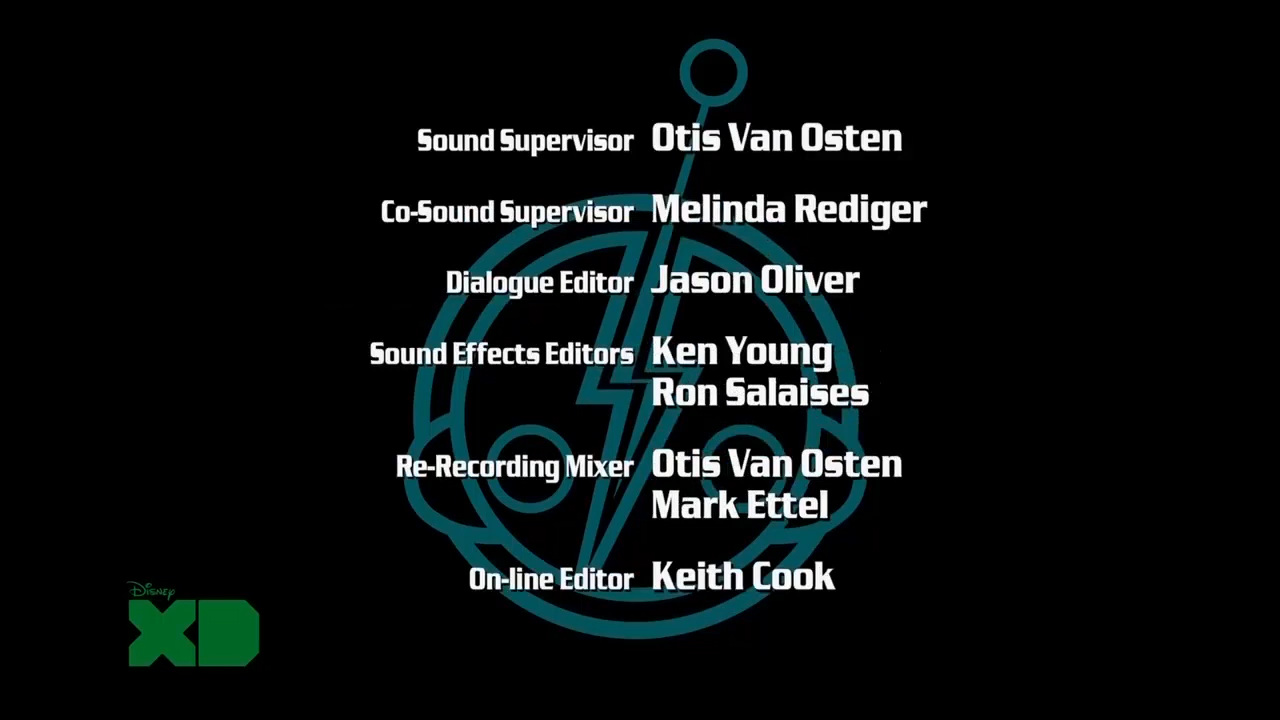 Sound Supervisor Otis Van Osten
Co-Sound Supervisor Melinda Rediger
Dialogue Editor Jason Oliver
Sound Effects Editors Ken Young
Ron Salaises
Re-Recording Mixer Otis Van Osten
Mark Ettel
On-line Editor Keith Cook
Disney
XD